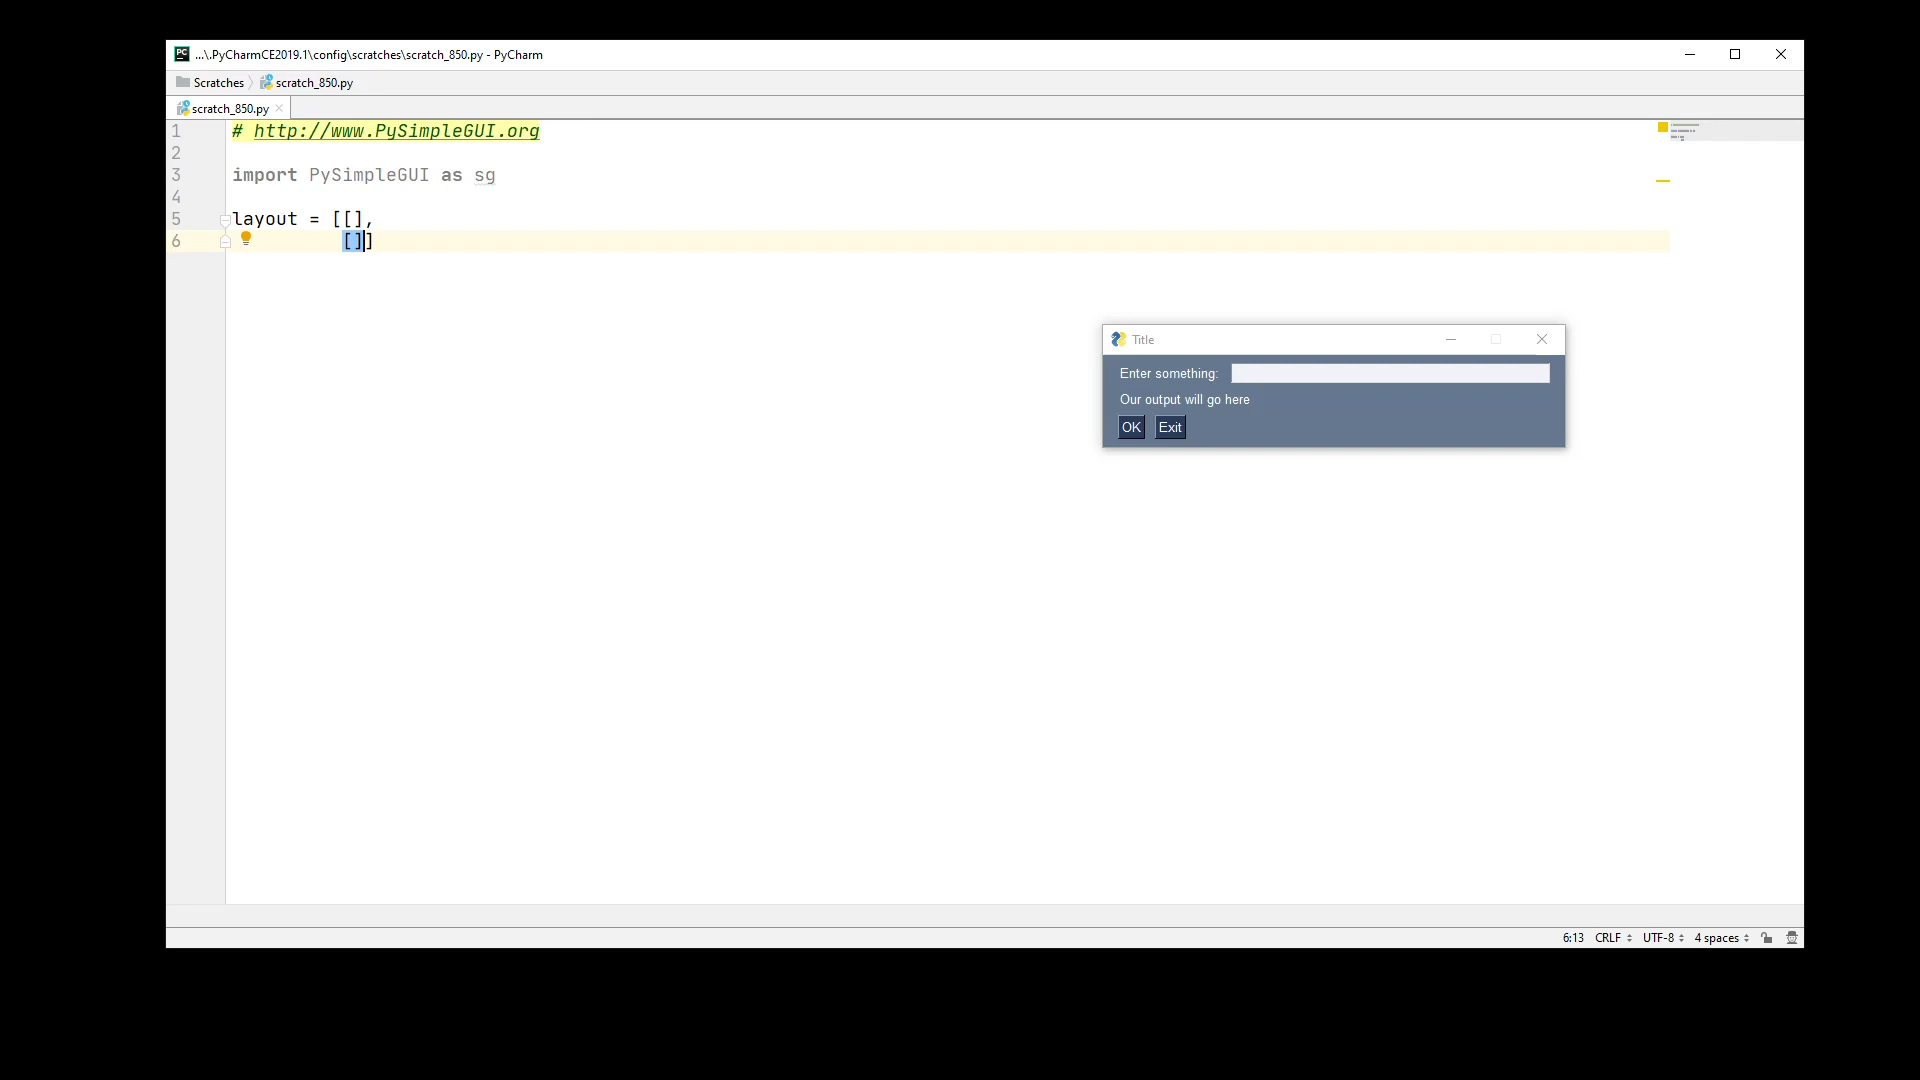 PC ...\.PyCharmCE2019.1\config\scratches\scratch_850.py - PyCharm
Scratches scratch_850.py
scratch_850.py
1 # http://www.PySimpleGUI.org
2
3 import PySimpleGUI as sg
4
5 layout = [[],
6 []]
Title
Enter something:
Our output will go here
OK Exit
6:13 CRLF UTF-8 4 spaces